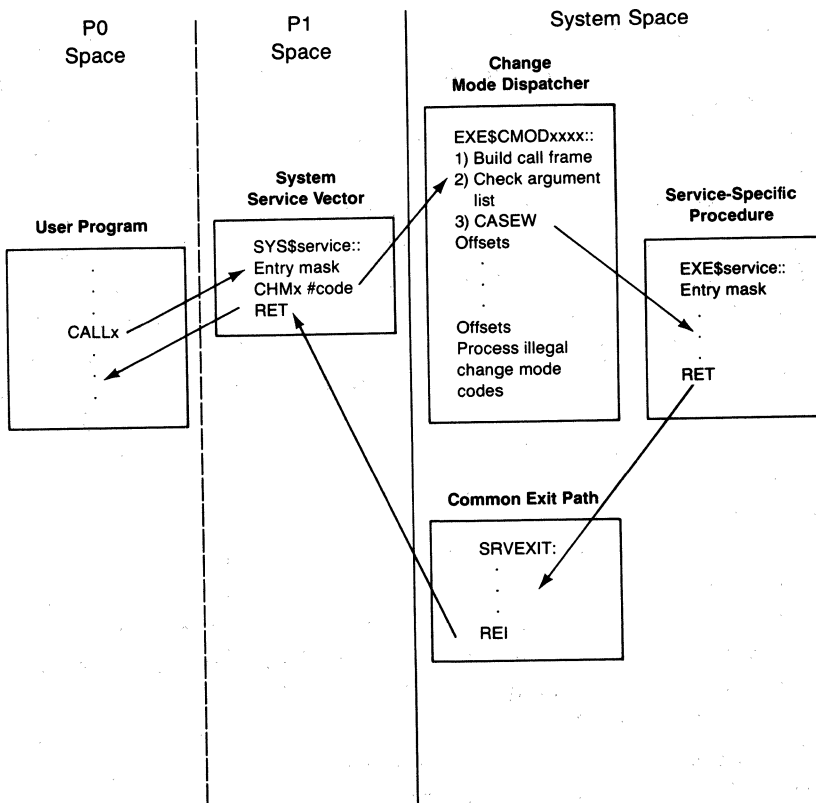 P0
Space
P1
Space
System Space
User Program
.
.
CALLx
.
.
.
.
System
Service Vector
SYS$service::
Entry mask
CHMx #code
RET
Change
Mode Dispatcher
EXE$CMODxxxx::
1) Build call frame
2) Check argument
list
3) CASEW
Offsets
.
.
.
Offsets
Process illegal
change mode
codes
Service-Specific
Procedure
EXE$service::
Entry mask
.
.
.
RET
Common Exit Path
SRVEXIT:
.
.
.
REI